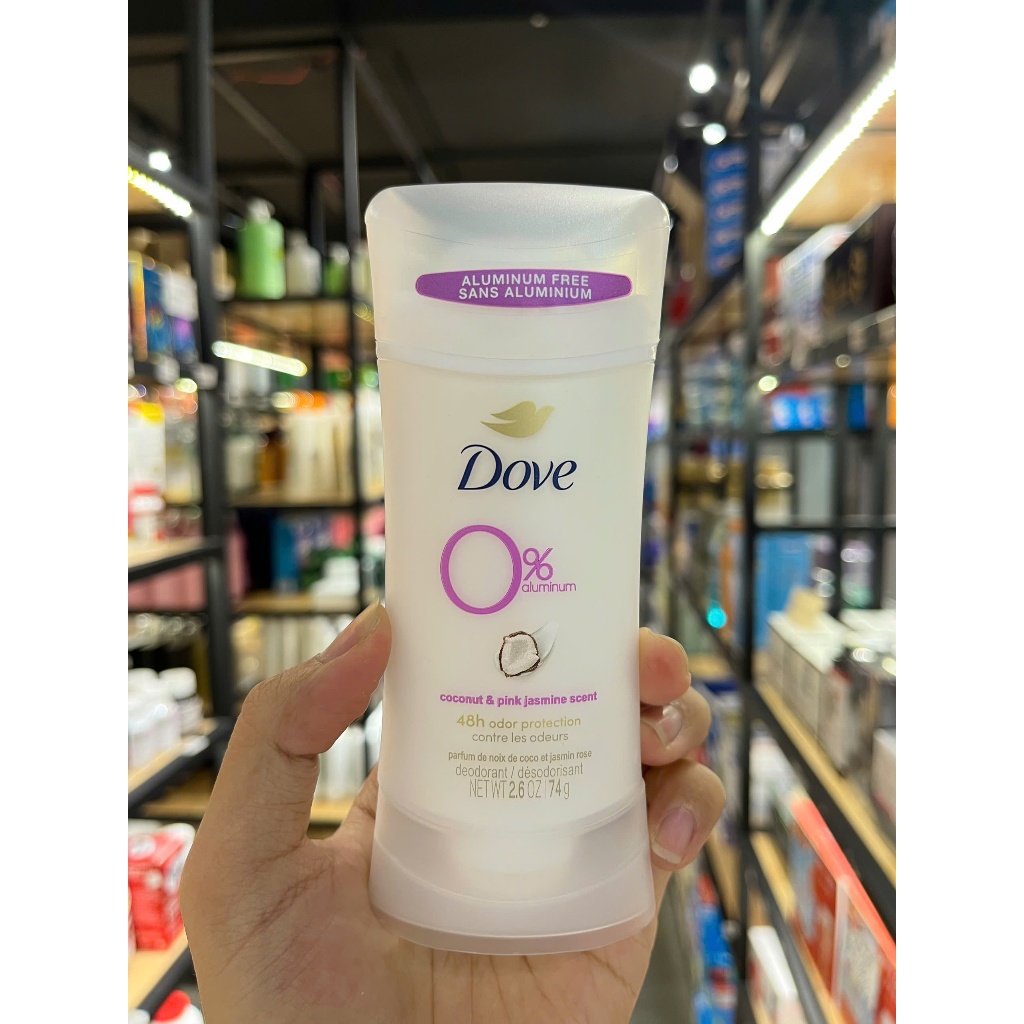 ALUMINUM FREE
SANS ALUMINIUM
Dove
0%
aluminum
coconut & pink jasmine scent
48h odor protection
contre les odeurs
parfum de noix de coco et jasmin rose
deodorant / désodorisant
NET WT 2.6 OZ | 74 g